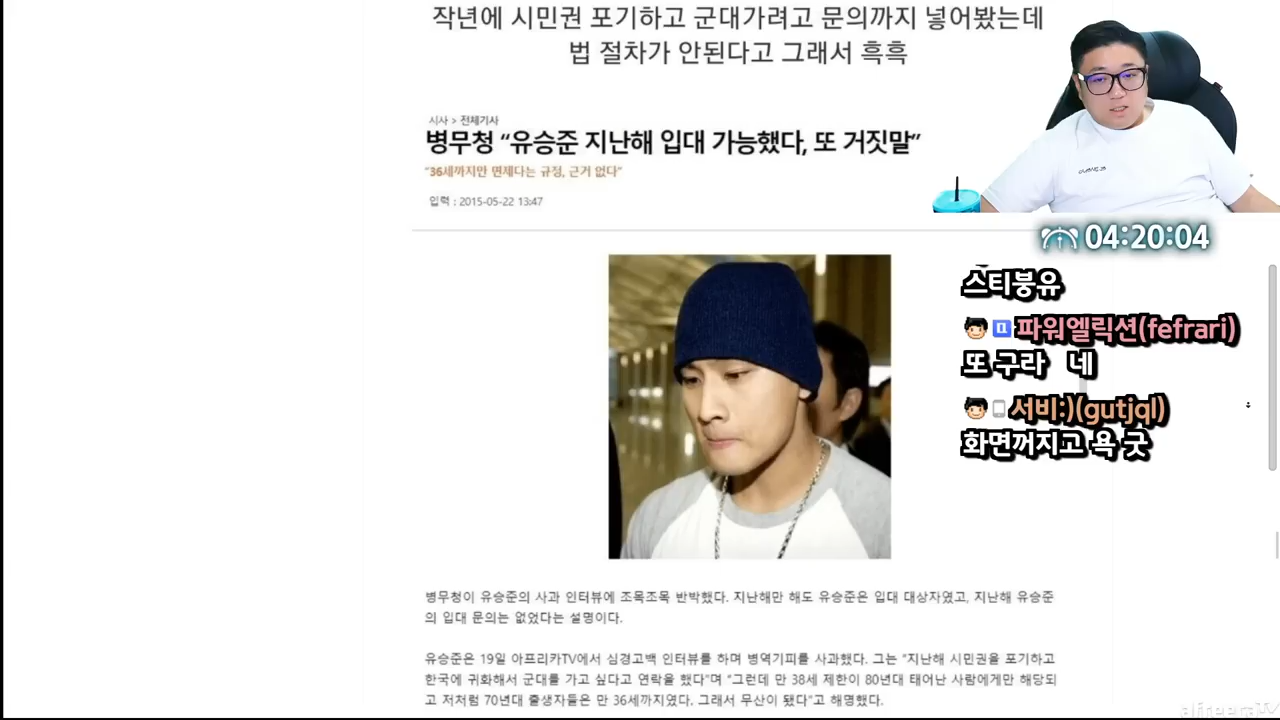 작년에 시민권 포기하고 군대가려고 문의까지 넣어봤는데
법 절차가 안된다고 그래서 흑흑
시사 > 전체기사
병무청 “유승준 지난해 입대 가능했다, 또 거짓말”
“36세까지만 면제다는 규정, 근거 없다”
입력 : 2015-05-22 13:47
병무청이 유승준의 사과 인터뷰에 조목조목 반박했다. 지난해만 해도 유승준은 입대 대상자였고, 지난해 유승준
의 입대 문의는 없었다는 설명이다.
유승준은 19일 아프리카TV에서 심경고백 인터뷰를 하며 병역기피를 사과했다. 그는 “지난해 시민권을 포기하고
한국에 귀화해서 군대를 가고 싶다고 연락을 했다”며 “그런데 만 38세 제한이 80년대 태어난 사람에게만 해당되
고 저처럼 70년대 출생자들은 만 36세까지였다. 그래서 무산이 됐다”고 해명했다.
04:20:04
스티붕유
파워엘릭션(fefrari)
또 구라 네
서비:)(gutjql)
화면꺼지고 욕 굿
afreecaTV